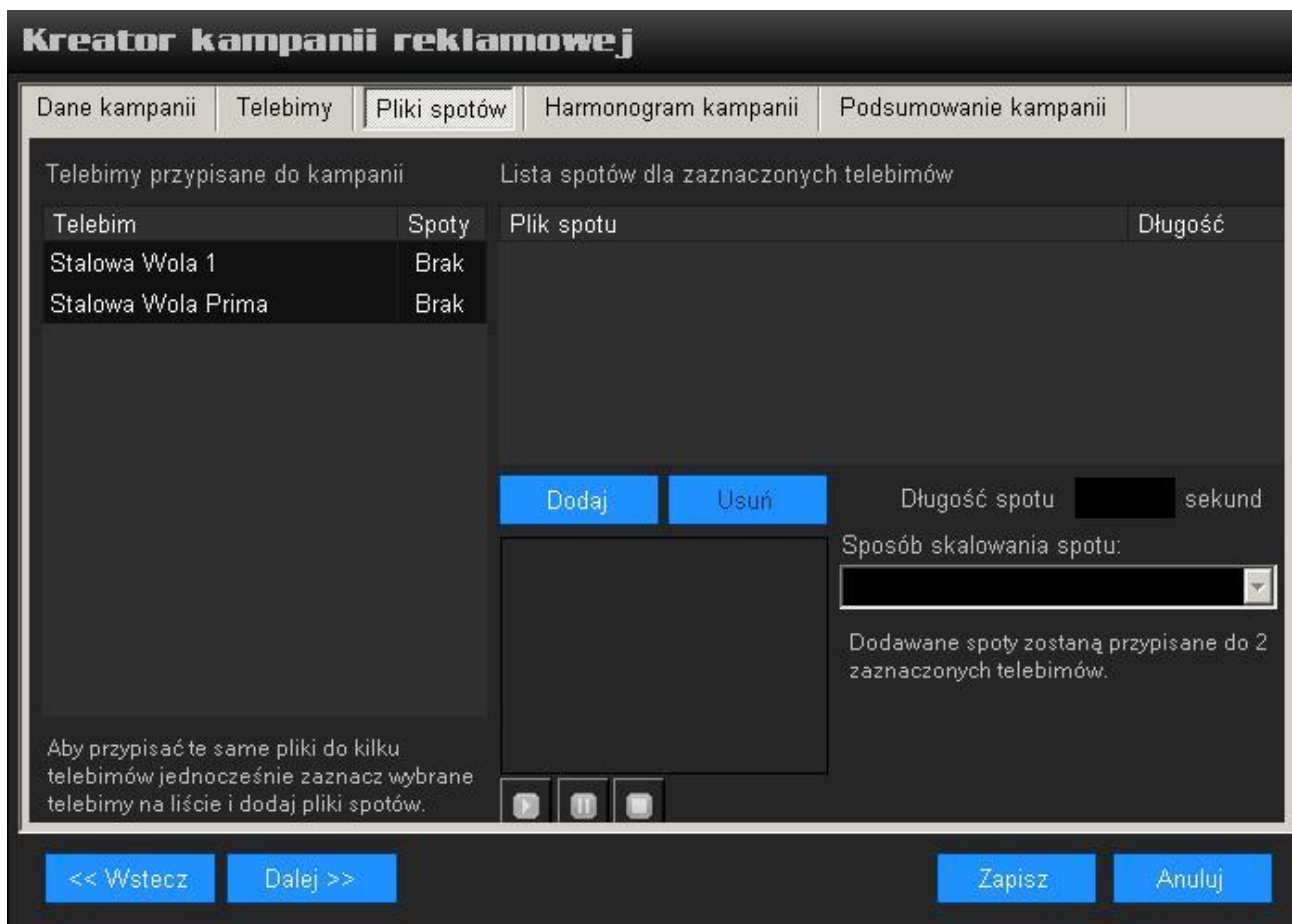 Kreator kampanii reklamowej
Dane kampanii
Telebimy
Pliki spotów
Harmonogram kampanii
Podsumowanie kampanii
Telebimy przypisane do kampanii
Telebim Spoty
Stalowa Wola 1 Brak
Stalowa Wola Prima Brak
Aby przypisać te same pliki do kilku
telebimów jednocześnie zaznacz wybrane
telebimy na liście i dodaj pliki spotów.
Lista spotów dla zaznaczonych telebimów
Plik spotu Długość
Dodaj
Usuń
Długość spotu sekund
Sposób skalowania spotu:
Dodawane spoty zostaną przypisane do 2
zaznaczonych telebimów.
<< Wstecz
Dalej >>
Zapisz
Anuluj